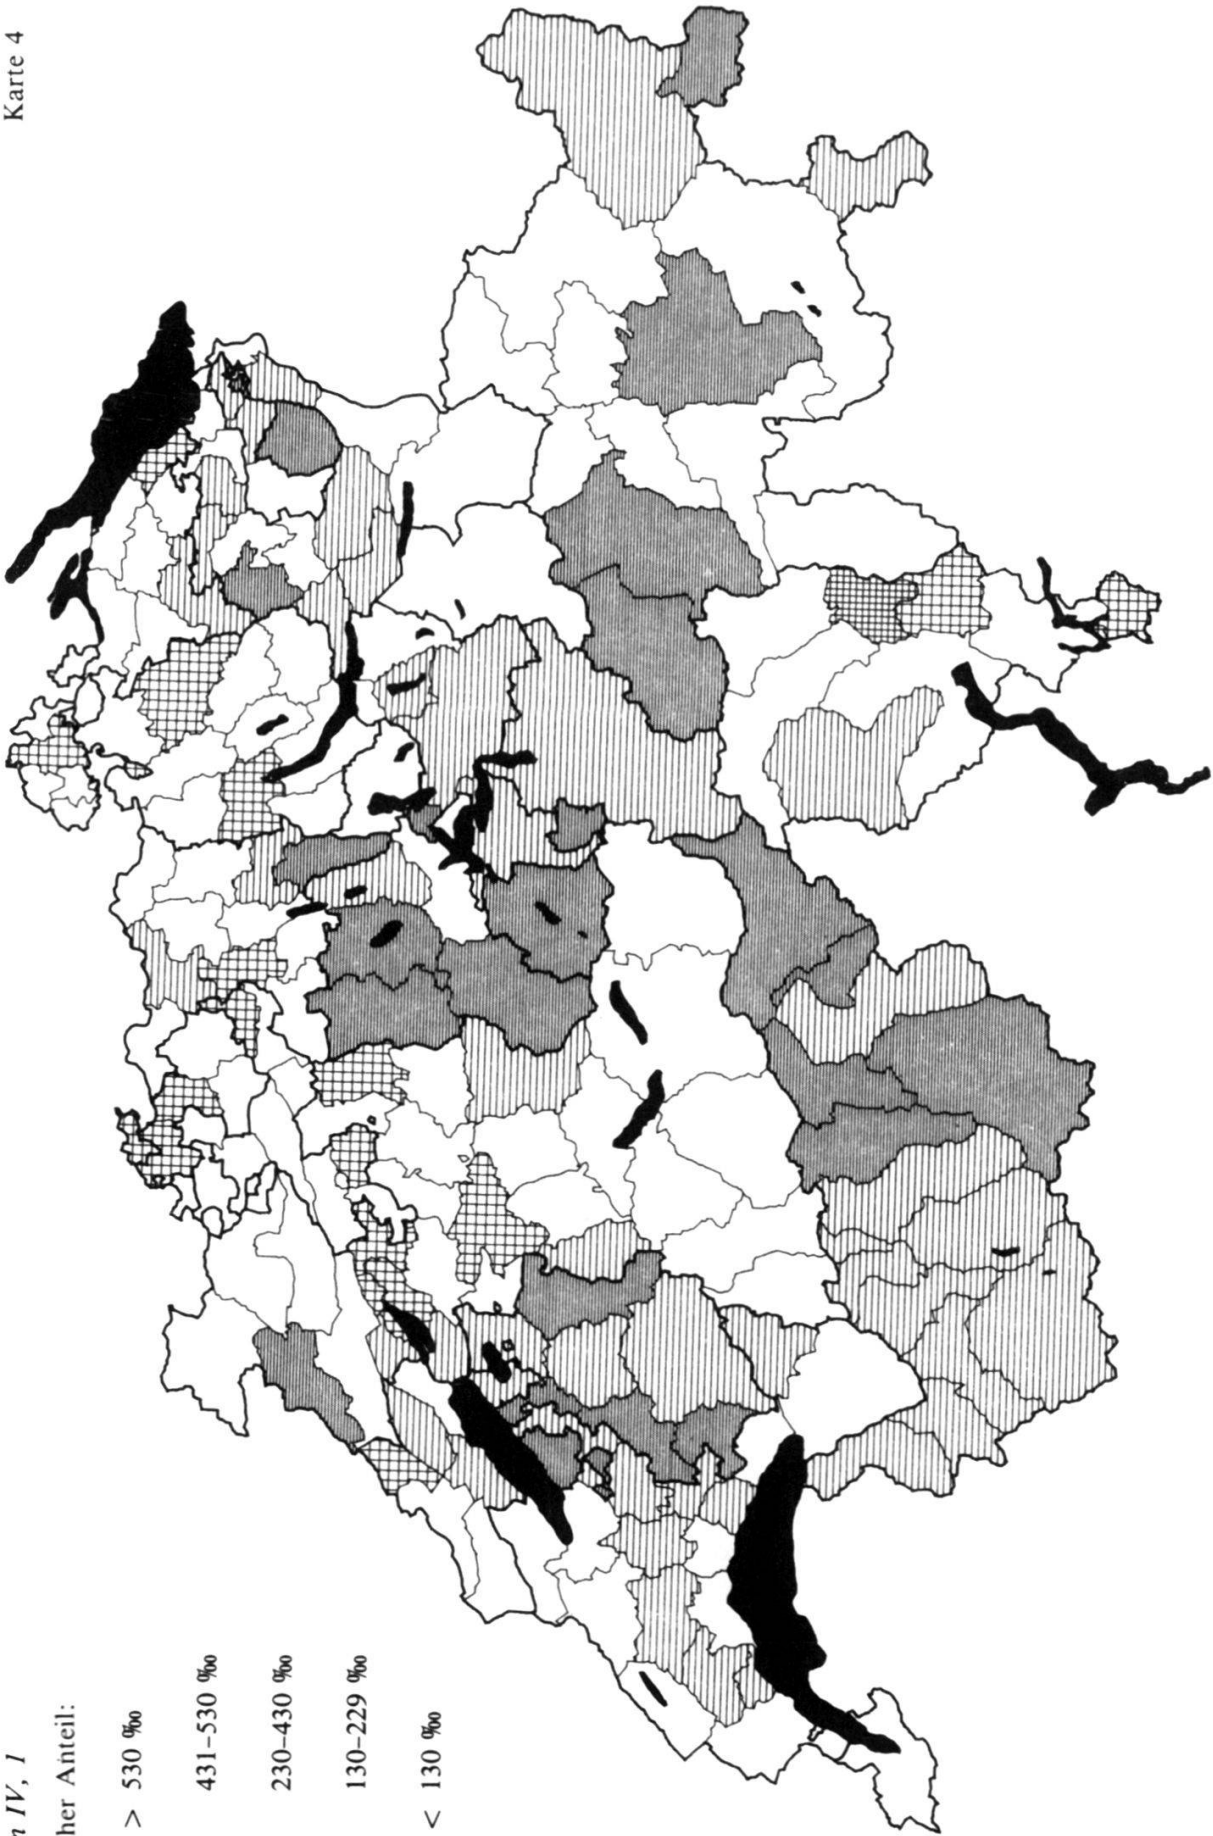 Karte 4
n IV, 1
her Anteil:
> 530 ‰
431–530 ‰
230–430 ‰
130–229 ‰
< 130 ‰